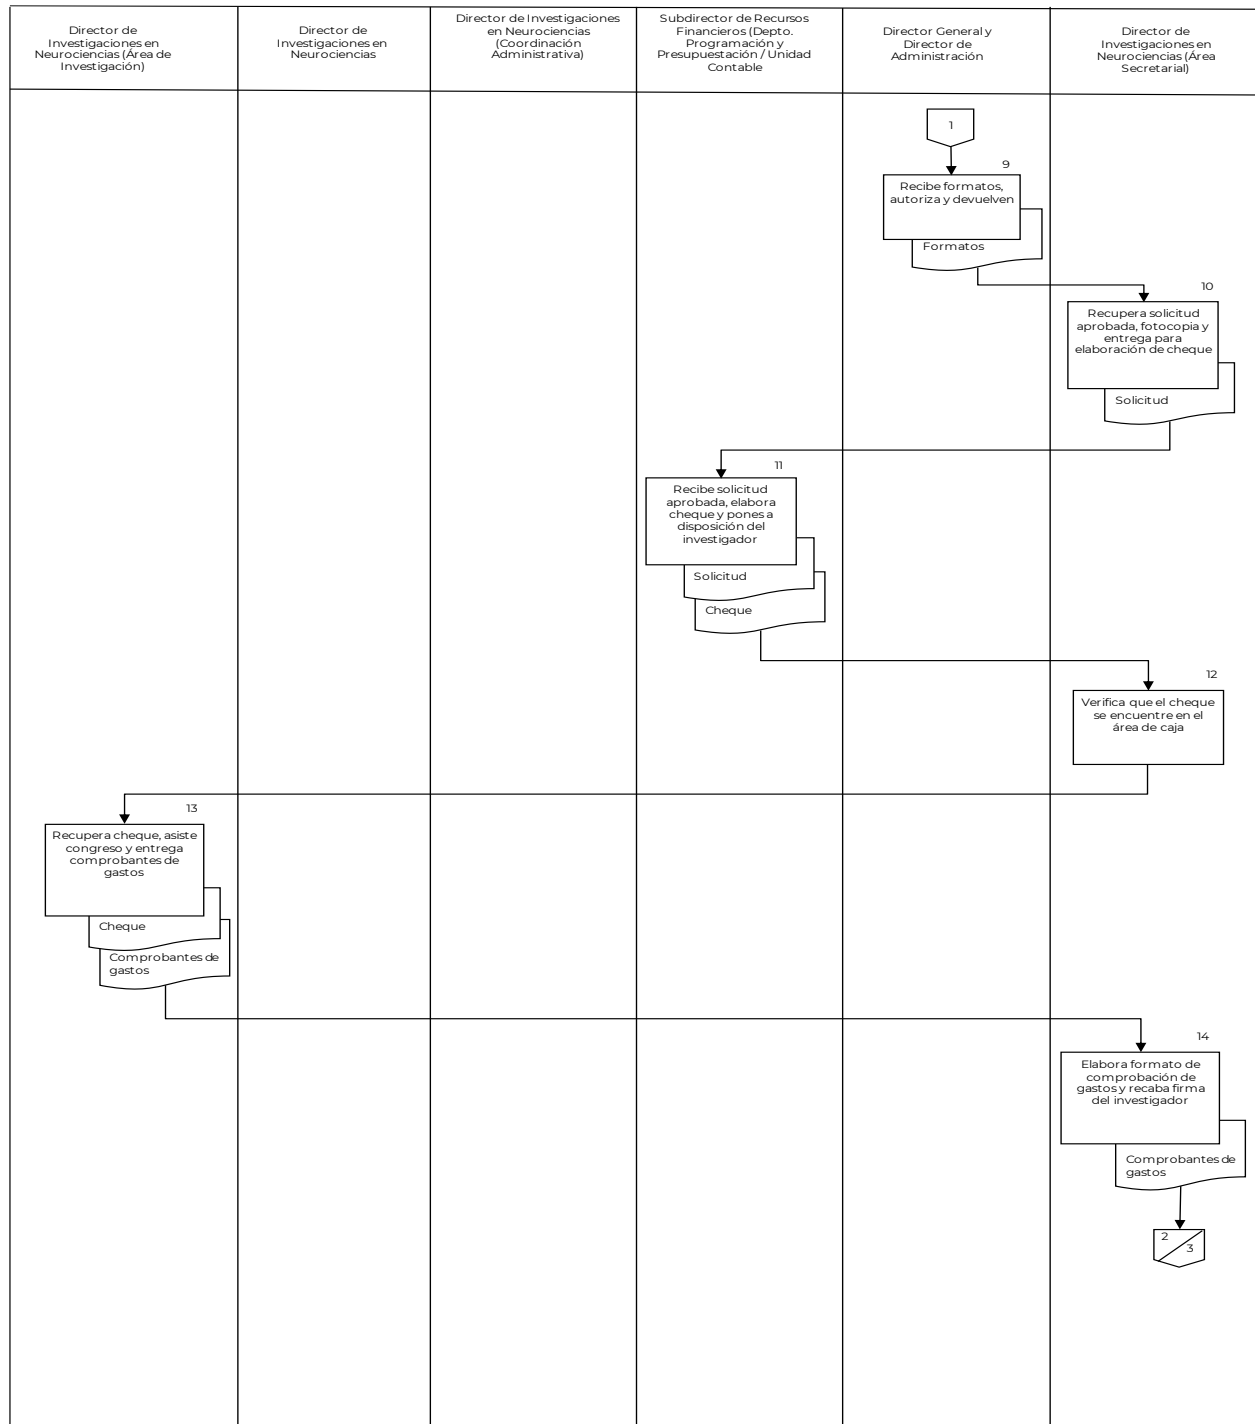 Director de
Investigaciones en
Neurociencias (Área de
Investigación)
Director de
Investigaciones en
Neurociencias
Director de Investigaciones
en Neurociencias
(Coordinación
Administrativa)
Subdirector de Recursos
Financieros (Depto.
Programación y
Presupuestación / Unidad
Contable
Director General y
Director de
Administración
Director de
Investigaciones en
Neurociencias (Área
Secretarial)
1
9
Recibe formatos,
autoriza y devuelven
Formatos
10
Recupera solicitud
aprobada, fotocopia y
entrega para
elaboración de cheque
Solicitud
11
Recibe solicitud
aprobada, elabora
cheque y pones a
disposición del
investigador
Solicitud
Cheque
12
Verifica que el cheque
se encuentre en el
área de caja
13
Recupera cheque, asiste
congreso y entrega
comprobantes de
gastos
Cheque
Comprobantes de
gastos
14
Elabora formato de
comprobación de
gastos y recaba firma
del investigador
Comprobantes de
gastos
2
3